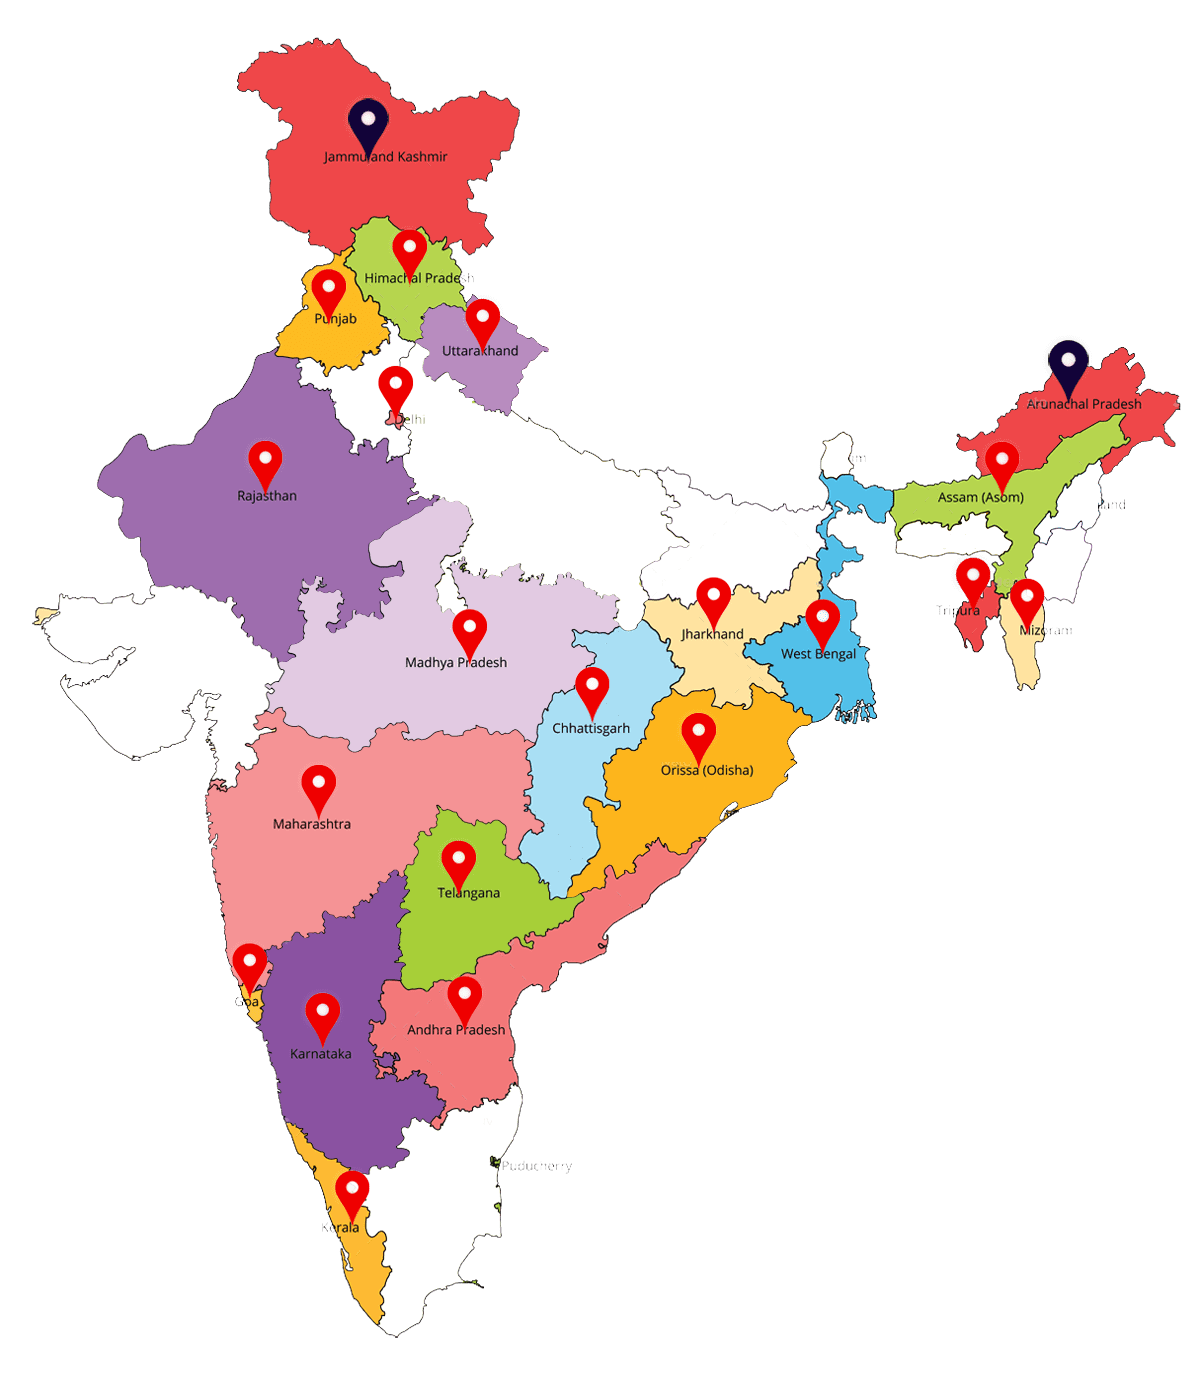 Jammu and Kashmir
Himachal Pradesh
Punjab
Uttarakhand
Delhi
Arunachal Pradesh
Rajasthan
Assam (Asom)
Tripura
Mizoram
Jharkhand
West Bengal
Madhya Pradesh
Chhattisgarh
Orissa (Odisha)
Maharashtra
Telangana
Goa
Andhra Pradesh
Karnataka
Puducherry
Kerala